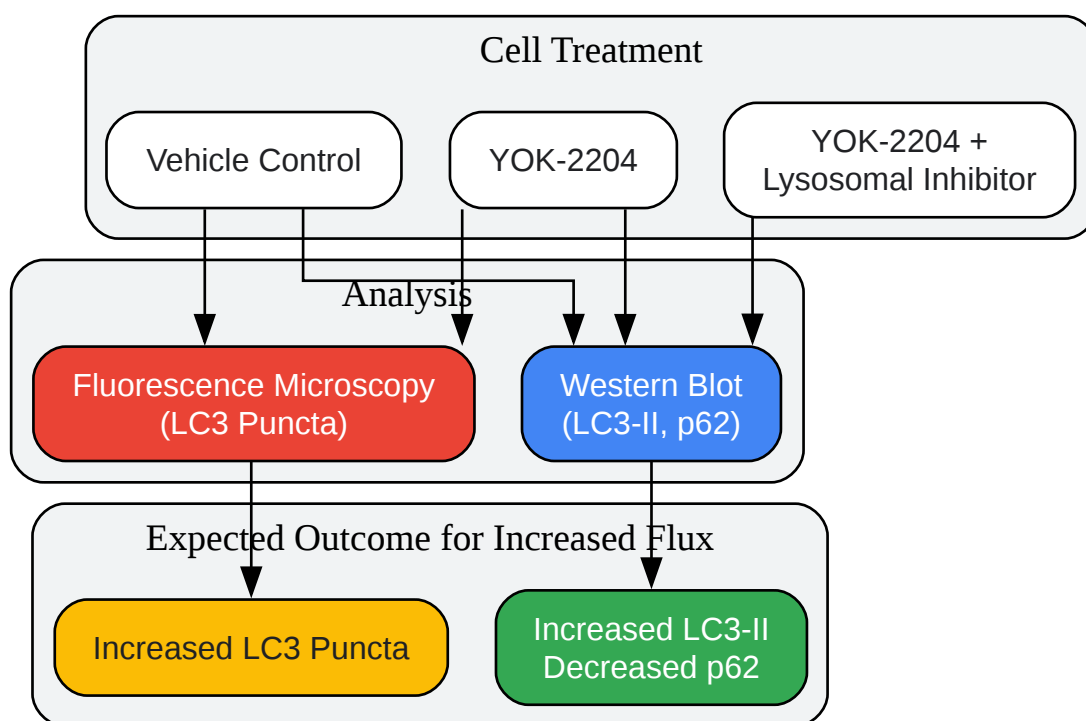 Cell Treatment
Vehicle Control
YOK-2204
YOK-2204 +
Lysosomal Inhibitor
Analysis
Fluorescence Microscopy
(LC3 Puncta)
Western Blot
(LC3-II, p62)
Expected Outcome for Increased Flux
Increased LC3 Puncta
Increased LC3-II
Decreased p62